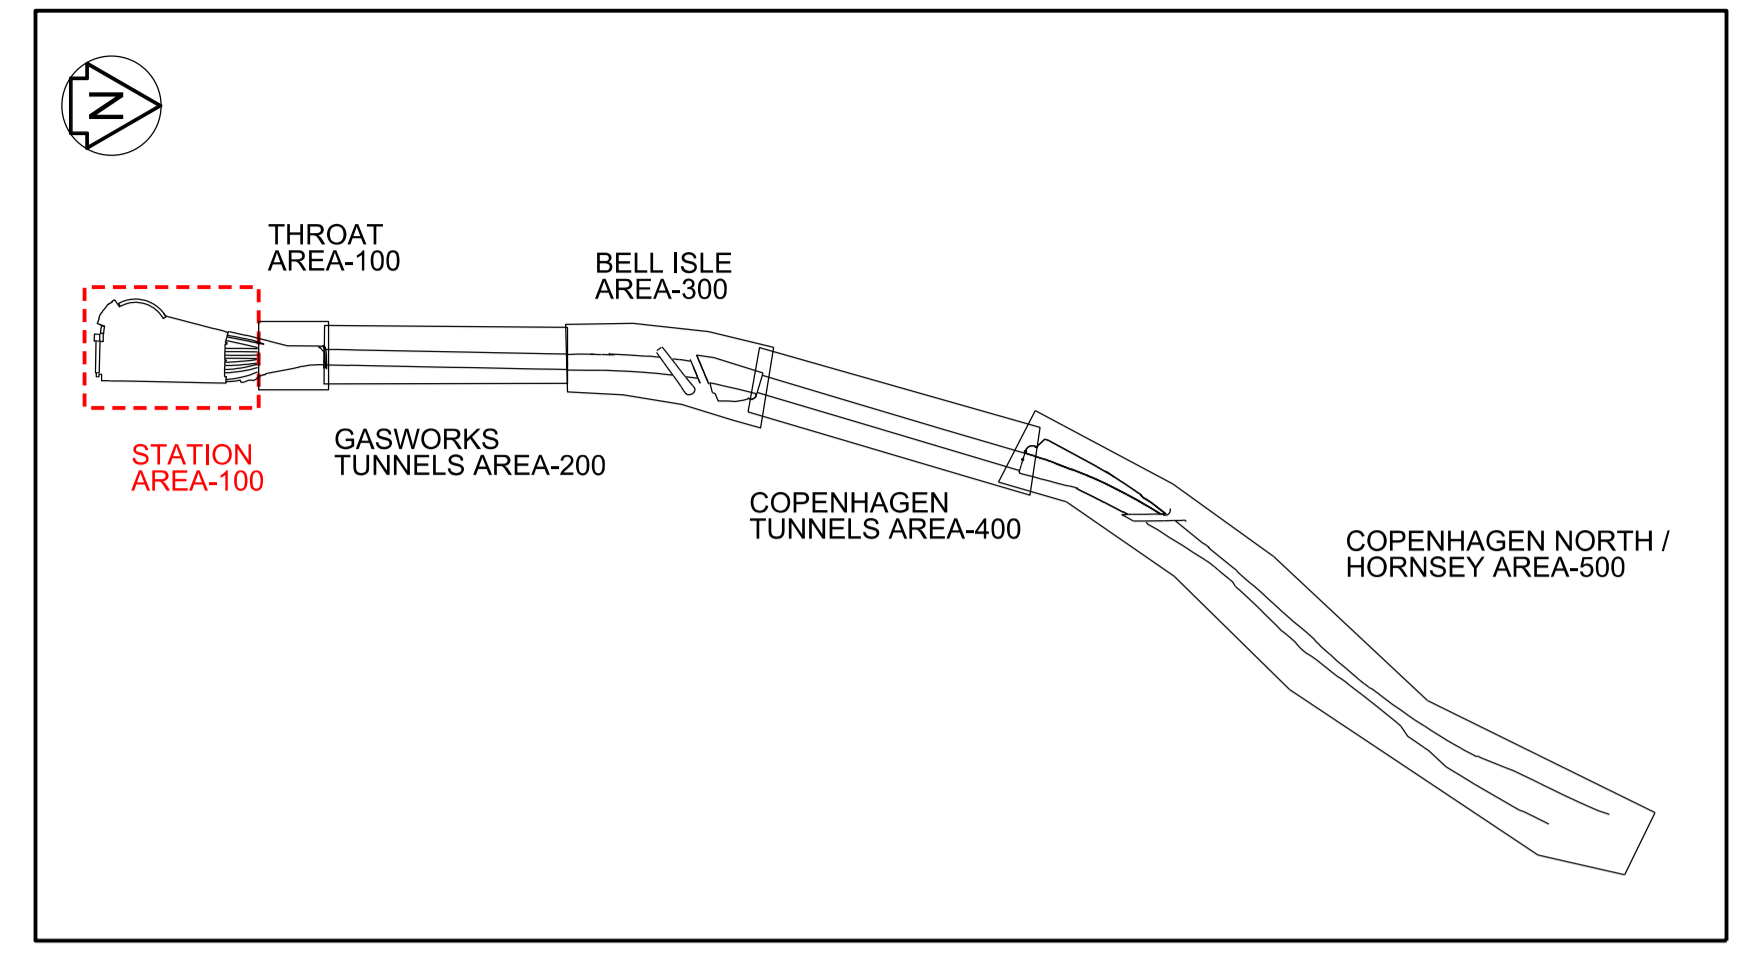 N
THROAT
AREA-100
BELL ISLE
AREA-300
STATION
AREA-100
GASWORKS
TUNNELS AREA-200
COPENHAGEN
TUNNELS AREA-400
COPENHAGEN NORTH /
HORNSEY AREA-500